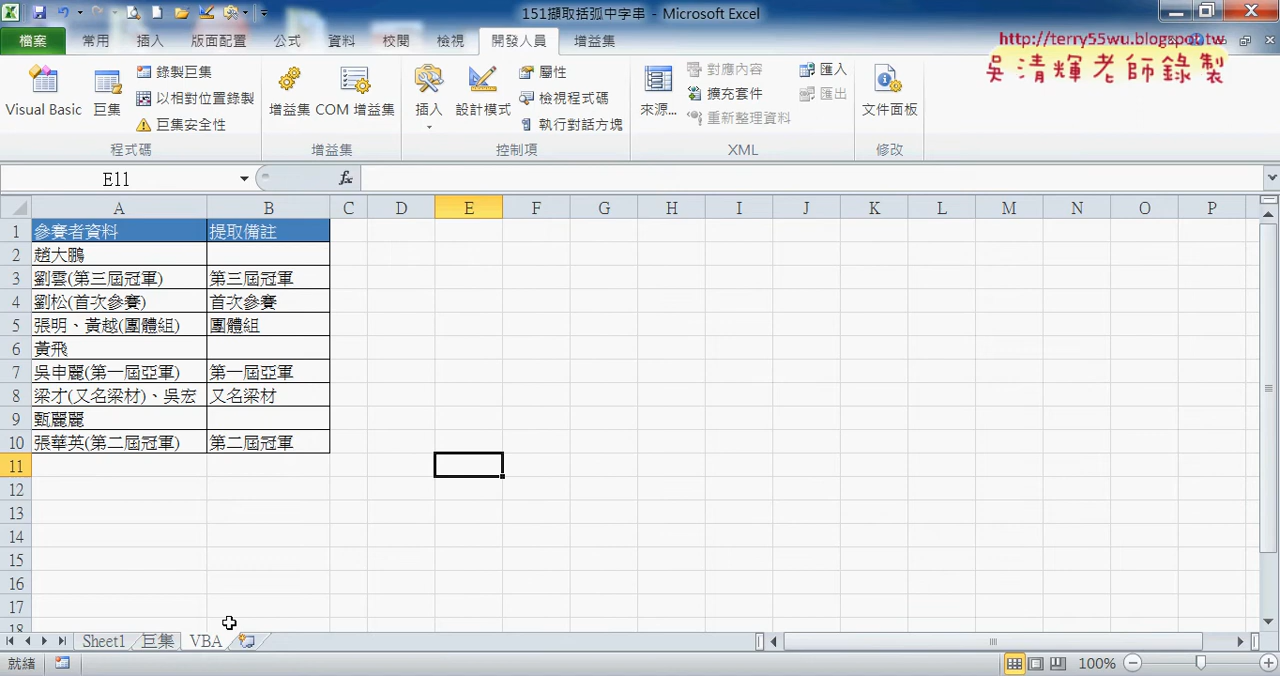 151擷取括弧中字串 - Microsoft Excel
檔案 常用 插入 版面配置 公式 資料 校閱 檢視 開發人員 增益集
http://terry55wu.blogspot.tw
吳清輝老師錄製
Visual Basic 巨集 錄製巨集 以相對位置錄製 巨集安全性
增益集 COM 增益集
插入 設計模式 屬性 檢視程式碼 執行對話方塊
來源... 對應內容 擴充套件 重新整理資料 匯入 匯出
文件面板
程式碼 增益集 控制項 XML 修改
E11 fx
A B C D E F G H I J K L M N O P
1 參賽者資料 提取備註
2 趙大鵬
3 劉雲(第三屆冠軍) 第三屆冠軍
4 劉松(首次參賽) 首次參賽
5 張明、黃越(團體組) 團體組
6 黃飛
7 吳申麗(第一屆亞軍) 第一屆亞軍
8 梁才(又名梁材)、吳宏 又名梁材
9 甄麗麗
10 張華英(第二屆冠軍) 第二屆冠軍
11
12
13
14
15
16
17
18
Sheet1 巨集 VBA
就緒 100%